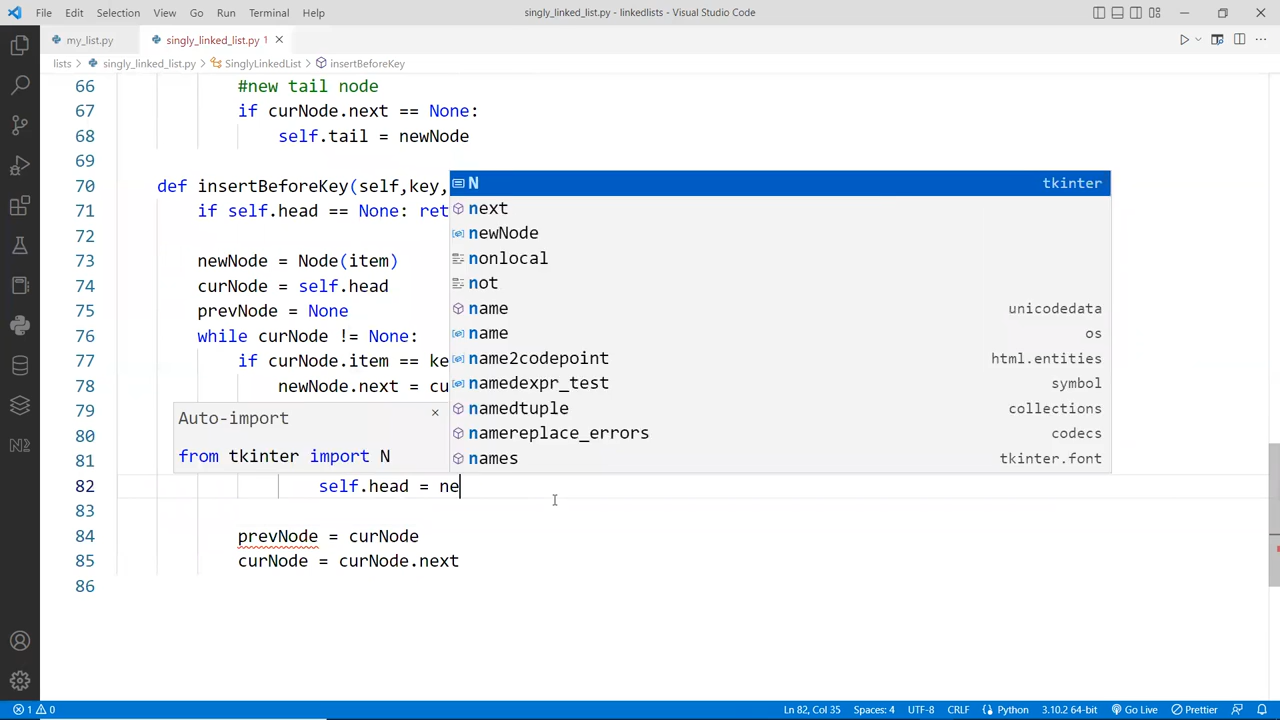 File Edit Selection View Go Run Terminal Help singly_linked_list.py - linkedlists - Visual Studio Code
my_list.py singly_linked_list.py 1
lists > singly_linked_list.py > SinglyLinkedList > insertBeforeKey
66 #new tail node
67 if curNode.next == None:
68 self.tail = newNode
69
70 def insertBeforeKey(self,key,
N tkinter
71 if self.head == None: ret
next
72
newNode
73 newNode = Node(item)
nonlocal
74 curNode = self.head
not
75 prevNode = None
name unicodedata
76 while curNode != None:
name os
77 if curNode.item == ke
name2codepoint html.entities
78 newNode.next = cu
namedexpr_test symbol
79
namedtuple collections
Auto-import
80
namereplace_errors codecs
81
names tkinter.font
from tkinter import N
82 self.head = ne
83
84 prevNode = curNode
85 curNode = curNode.next
86
1 0 Ln 82, Col 35 Spaces: 4 UTF-8 CRLF Python 3.10.2 64-bit Go Live Prettier